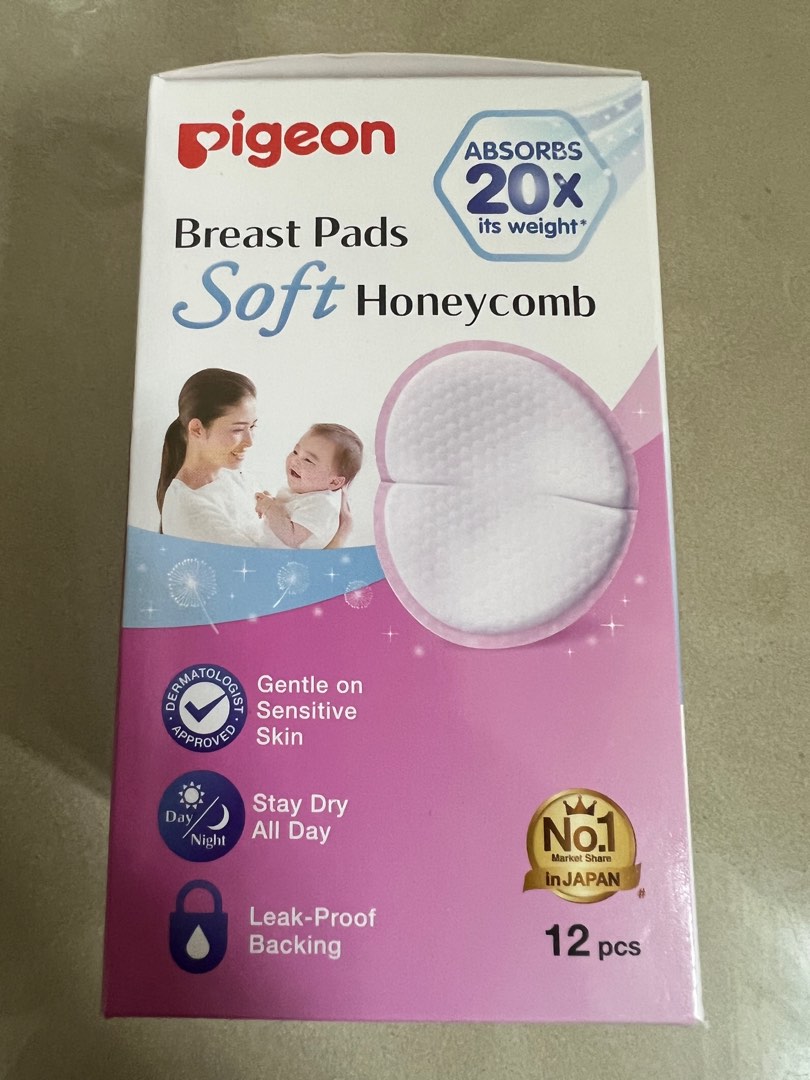 pigeon
ABSORBS
20x
its weight*
Breast Pads
Soft Honeycomb
DERMATOLOGIST APPROVED
Gentle on
Sensitive
Skin
Day/Night
Stay Dry
All Day
Leak-Proof
Backing
No.1
Market Share
in JAPAN
#
12 pcs